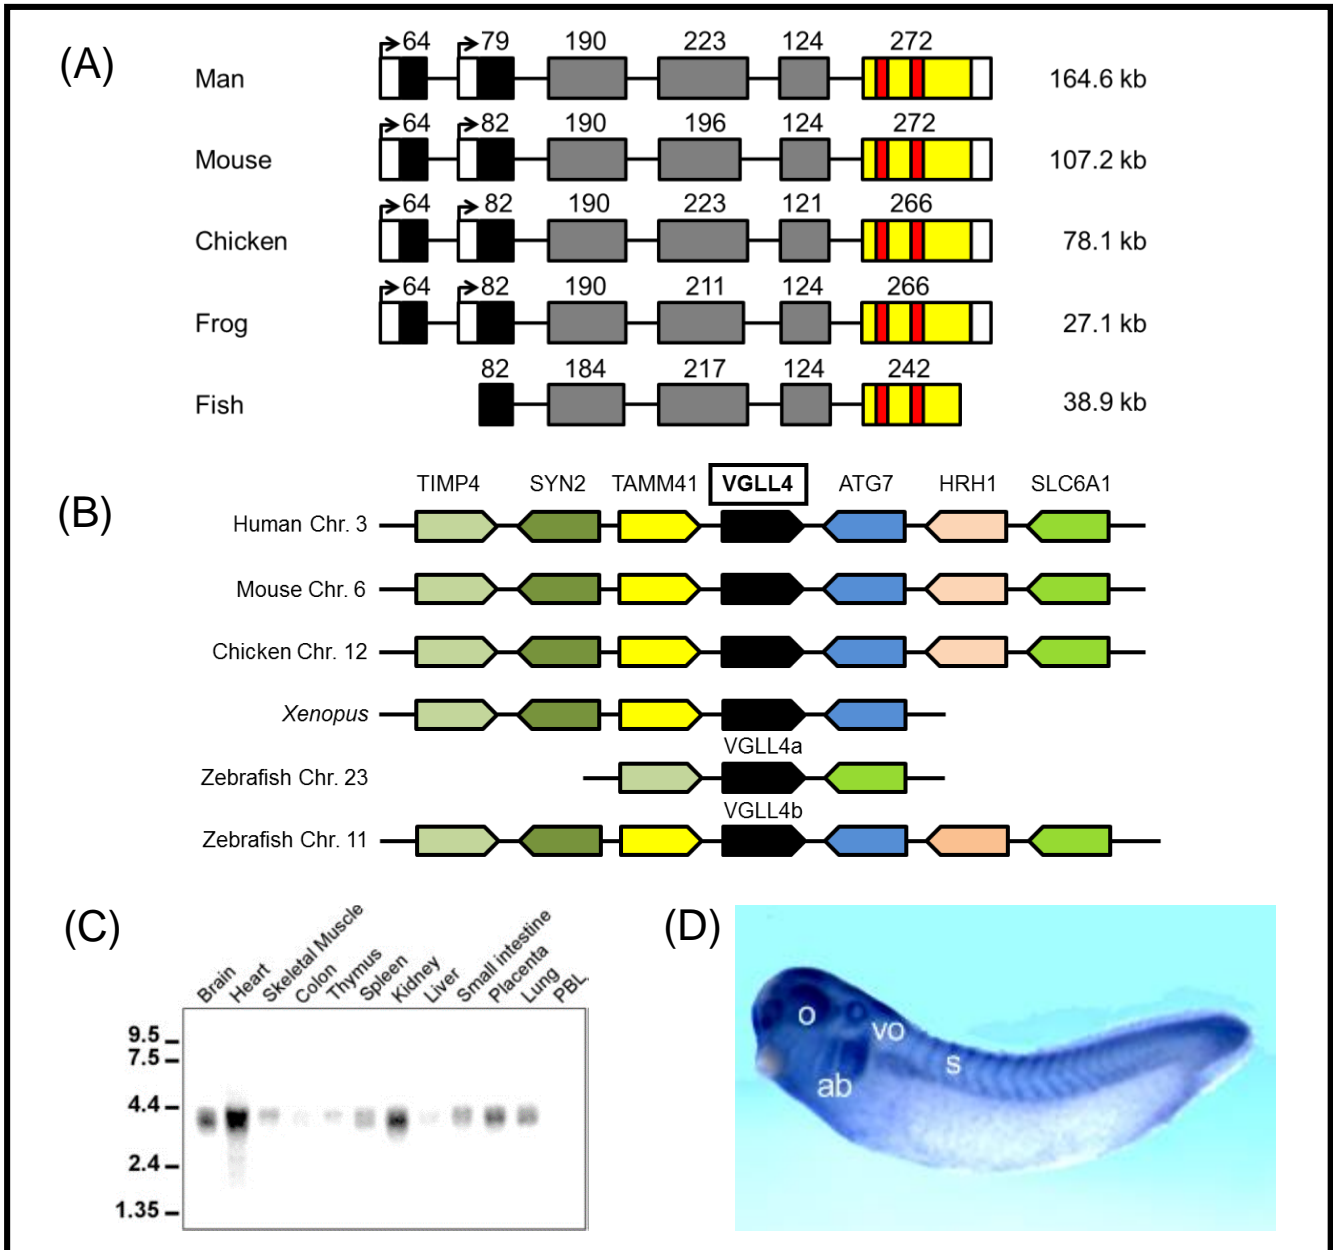 (A)
64 79 190 223 124 272
Man 164.6 kb
64 82 190 196 124 272
Mouse 107.2 kb
64 82 190 223 121 266
Chicken 78.1 kb
64 82 190 211 124 266
Frog 27.1 kb
82 184 217 124 242
Fish 38.9 kb
(B)
TIMP4 SYN2 TAMM41 VGLL4 ATG7 HRH1 SLC6A1
Human Chr. 3
Mouse Chr. 6
Chicken Chr. 12
Xenopus
VGLL4a
Zebrafish Chr. 23
VGLL4b
Zebrafish Chr. 11
(C)
Brain Heart Skeletal Muscle Colon Thymus Spleen Kidney Liver Small intestine Placenta Lung PBL
9.5
7.5
4.4
2.4
1.35
(D)
o
vo
s
ab